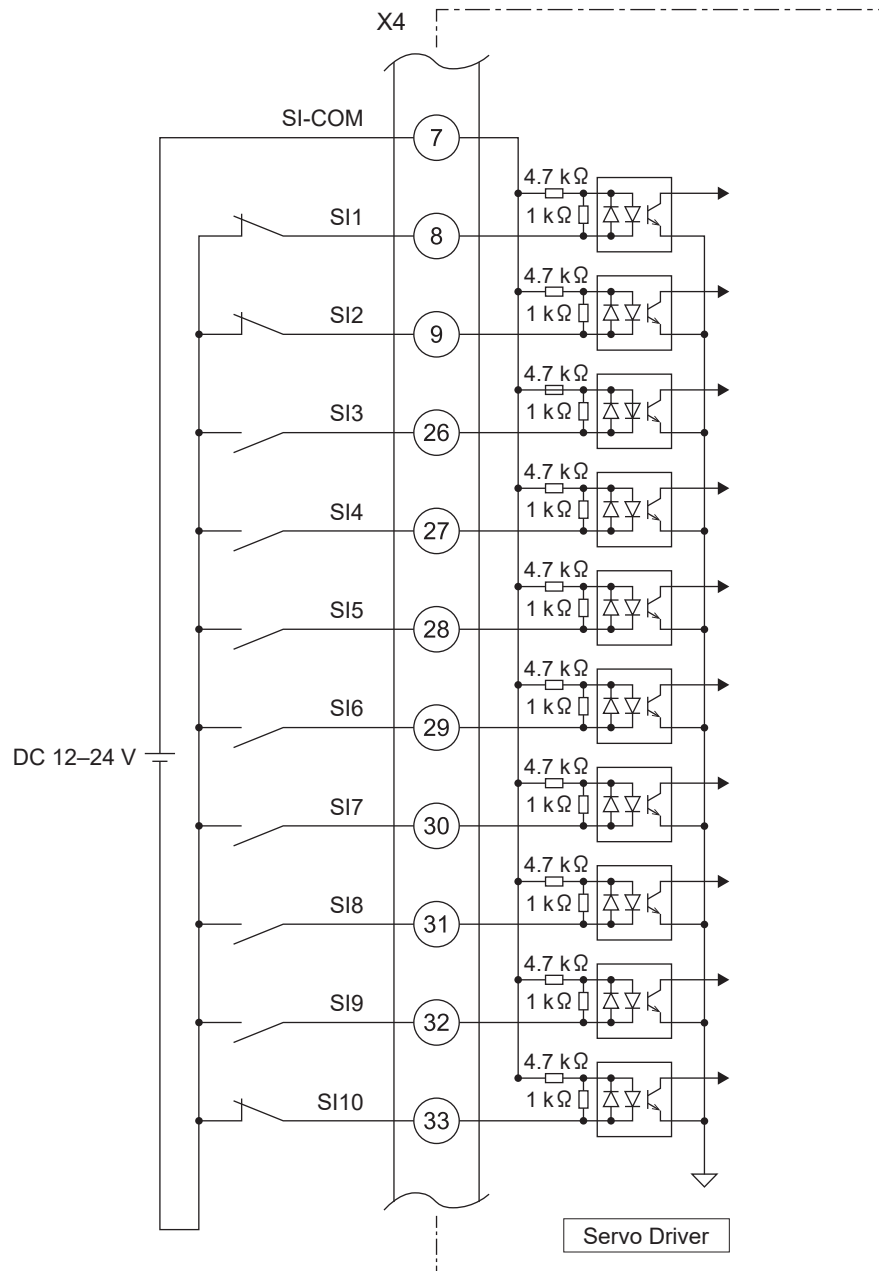 X4
SI-COM
7
4.7 kΩ
SI1
8
1 kΩ
4.7 kΩ
SI2
9
1 kΩ
4.7 kΩ
SI3
26
1 kΩ
4.7 kΩ
SI4
27
1 kΩ
4.7 kΩ
SI5
28
1 kΩ
4.7 kΩ
SI6
29
1 kΩ
DC 12–24 V
4.7 kΩ
SI7
30
1 kΩ
4.7 kΩ
SI8
31
1 kΩ
4.7 kΩ
SI9
32
1 kΩ
4.7 kΩ
SI10
33
1 kΩ
Servo Driver